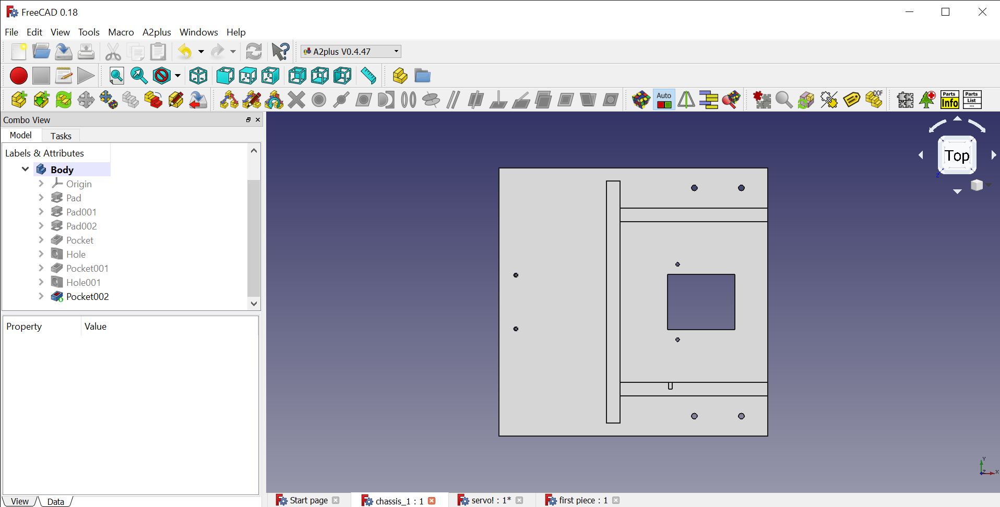 FreeCAD 0.18
File Edit View Tools Macro A2plus Windows Help
A2plus V0.4.47
Auto
DOF
Parts
Info
Parts
List
...
Combo View
Model Tasks
Labels & Attributes
Body
Origin
Pad
Pad001
Pad002
Pocket
Hole
Pocket001
Hole001
Pocket002
Property Value
Top
Z
Y
Z X
View Data
Start page chassis_1 : 1 servo! : 1* first piece : 1